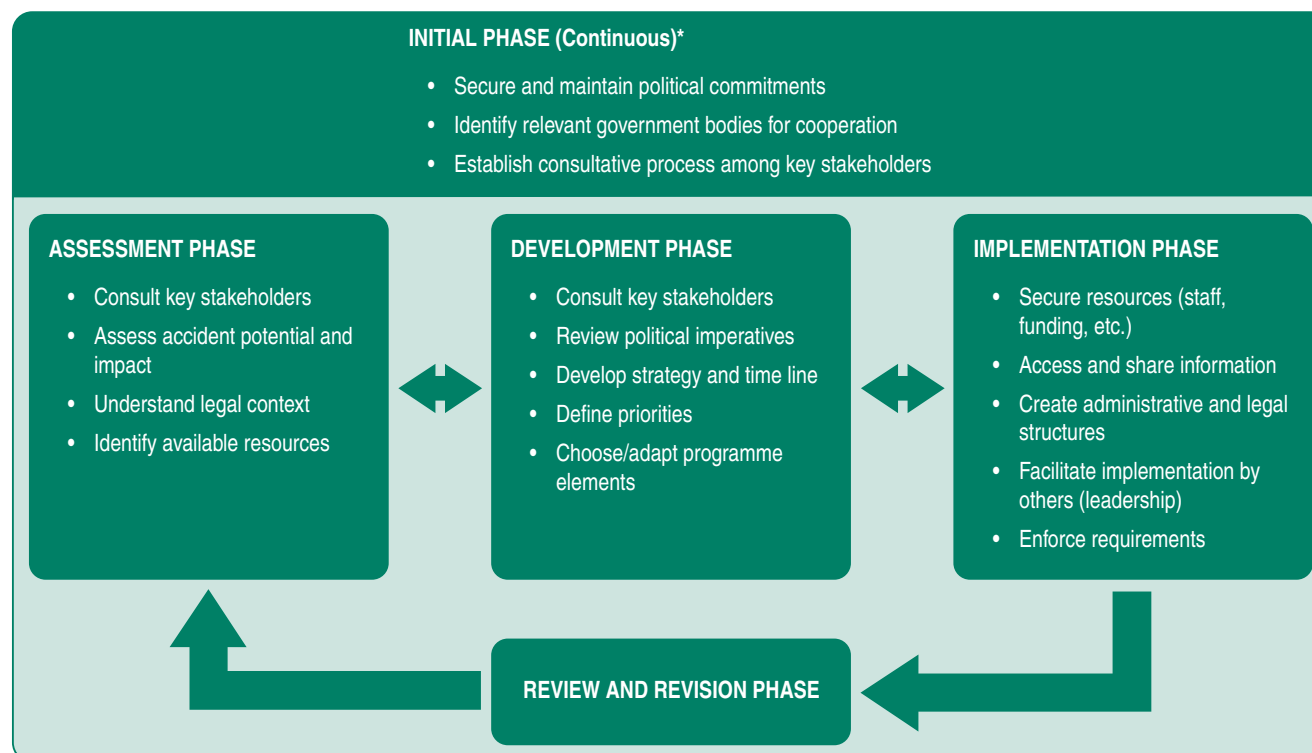 INITIAL PHASE (Continuous)*
• Secure and maintain political commitments
• Identify relevant government bodies for cooperation
• Establish consultative process among key stakeholders
ASSESSMENT PHASE
• Consult key stakeholders
• Assess accident potential and
impact
• Understand legal context
• Identify available resources
DEVELOPMENT PHASE
• Consult key stakeholders
• Review political imperatives
• Develop strategy and time line
• Define priorities
• Choose/adapt programme
elements
IMPLEMENTATION PHASE
• Secure resources (staff,
funding, etc.)
• Access and share information
• Create administrative and legal
structures
• Facilitate implementation by
others (leadership)
• Enforce requirements
REVIEW AND REVISION PHASE